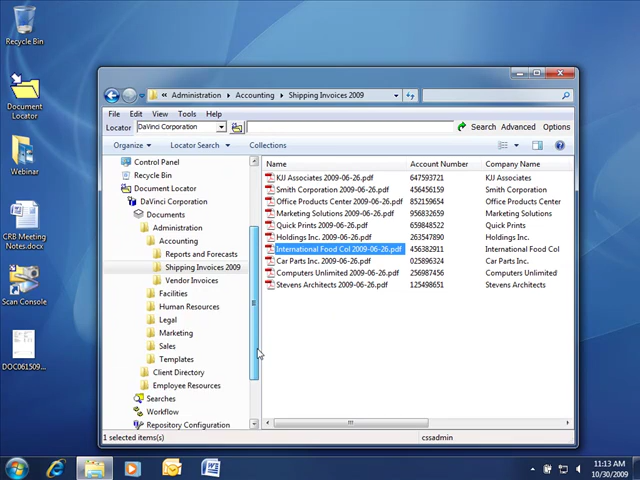 Recycle Bin
Document
Locator
Webinar
CRB Meeting
Notes.docx
Scan Console
DOC061509...
« Administration Accounting Shipping Invoices 2009
File Edit View Tools Help
Locator DaVinci Corporation Search Advanced Options
Organize Locator Search Collections
Control Panel
Recycle Bin
Document Locator
DaVinci Corporation
Documents
Administration
Accounting
Reports and Forecasts
Shipping Invoices 2009
Vendor Invoices
Facilities
Human Resources
Legal
Marketing
Sales
Templates
Client Directory
Employee Resources
Searches
Workflow
Repository Configuration
Name Account Number Company Name
KJJ Associates 2009-06-26.pdf 647593721 KJJ Associates
Smith Corporation 2009-06-26.pdf 456456159 Smith Corporation
Office Products Center 2009-06-26.pdf 852159654 Office Products Center
Marketing Solutions 2009-06-26.pdf 956832659 Marketing Solutions
Quick Prints 2009-06-26.pdf 659848522 Quick Prints
Holdings Inc. 2009-06-26.pdf 263547890 Holdings Inc.
International Food Col 2009-06-26.pdf 456382911 International Food Col
Car Parts Inc. 2009-06-26.pdf 025896324 Car Parts Inc.
Computers Unlimited 2009-06-26.pdf 256987456 Computers Unlimited
Stevens Architects 2009-06-26.pdf 125498651 Stevens Architects
1 selected item(s) cssadmin
11:13 AM
10/30/2009